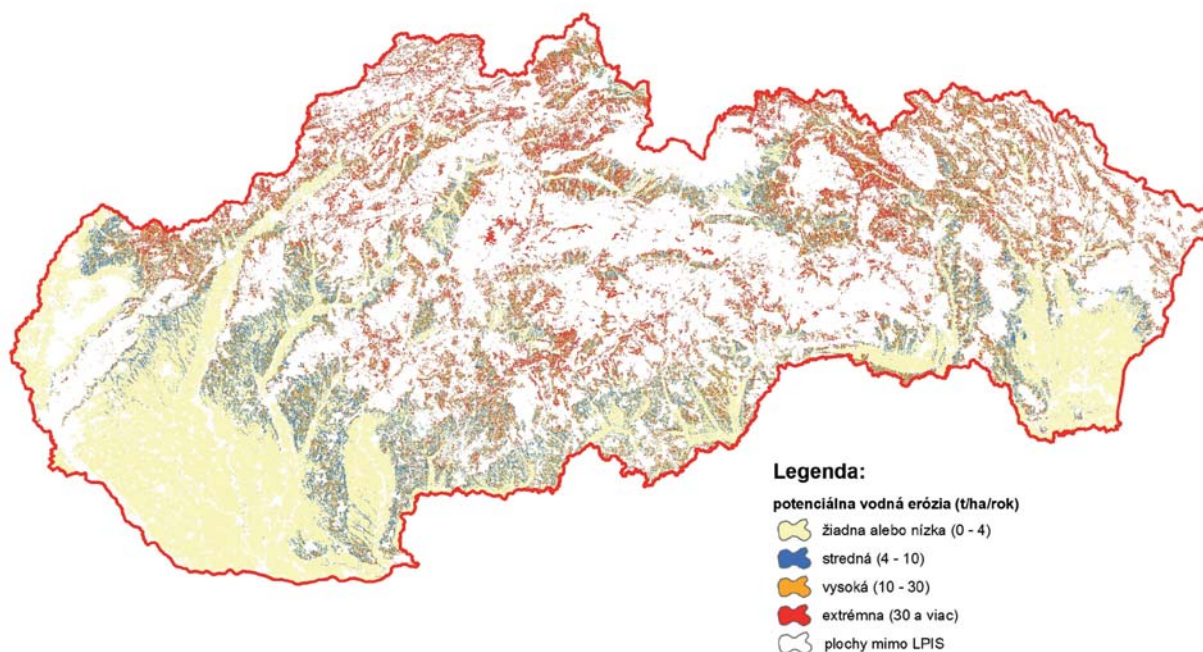 Legenda:
potenciálna vodná erózia (t/ha/rok)
žiadna alebo nízka (0 - 4)
stredná (4 - 10)
vysoká (10 - 30)
extrémna (30 a viac)
plochy mimo LPIS